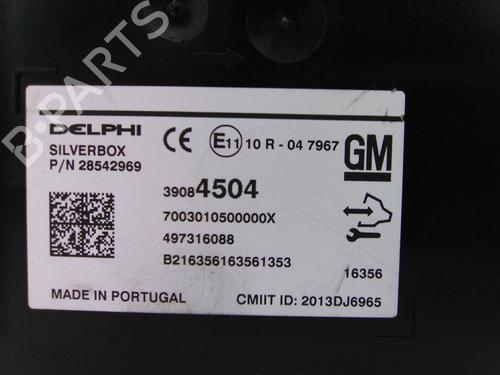 DELPHI
SILVERBOX
P/N 28542969
CE
E11 10 R - 04 7967
GM
39084504
7003010500000X
497316088
B216356163561353
16356
MADE IN PORTUGAL
CMIIT ID: 2013DJ6965
B-PARTS